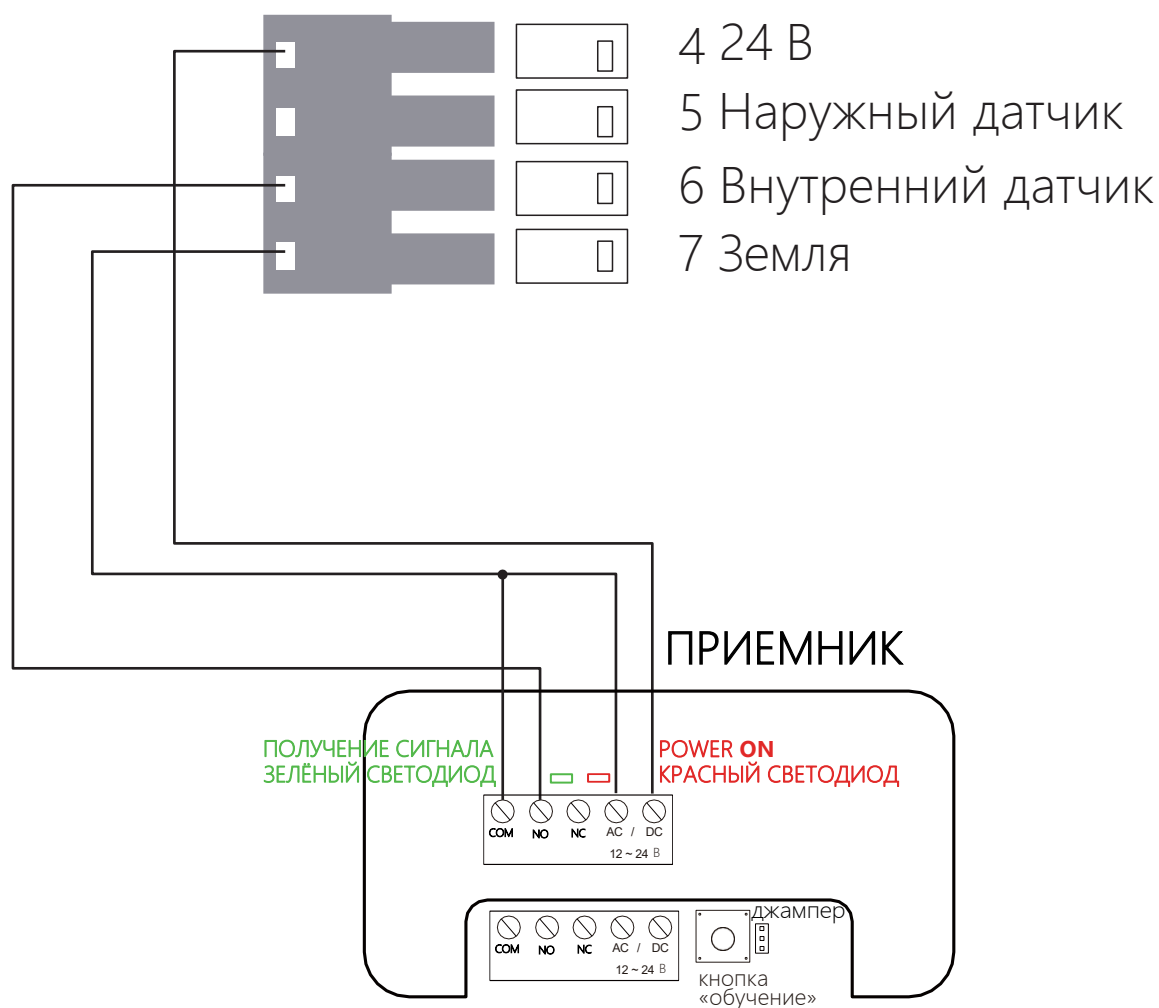 4 24 В
5 Наружный датчик
6 Внутренний датчик
7 Земля
ПРИЕМНИК
ПОЛУЧЕНИЕ СИГНАЛА
ЗЕЛЁНЫЙ СВЕТОДИОД
POWER ON
КРАСНЫЙ СВЕТОДИОД
COM NO NC AC / DC
12 ~ 24 В
джампер
COM NO NC AC / DC
12 ~ 24 В
кнопка
«обучение»